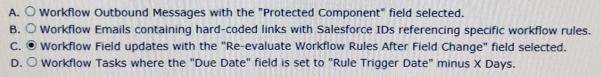 A. Workflow Outbound Messages with the "Protected Component" field selected.
B. Workflow Emails containing hard-coded links with Salesforce IDs referencing specific workflow rules.
C. Workflow Field updates with the "Re-evaluate Workflow Rules After Field Change" field selected.
D. Workflow Tasks where the "Due Date" field is set to "Rule Trigger Date" minus X Days.